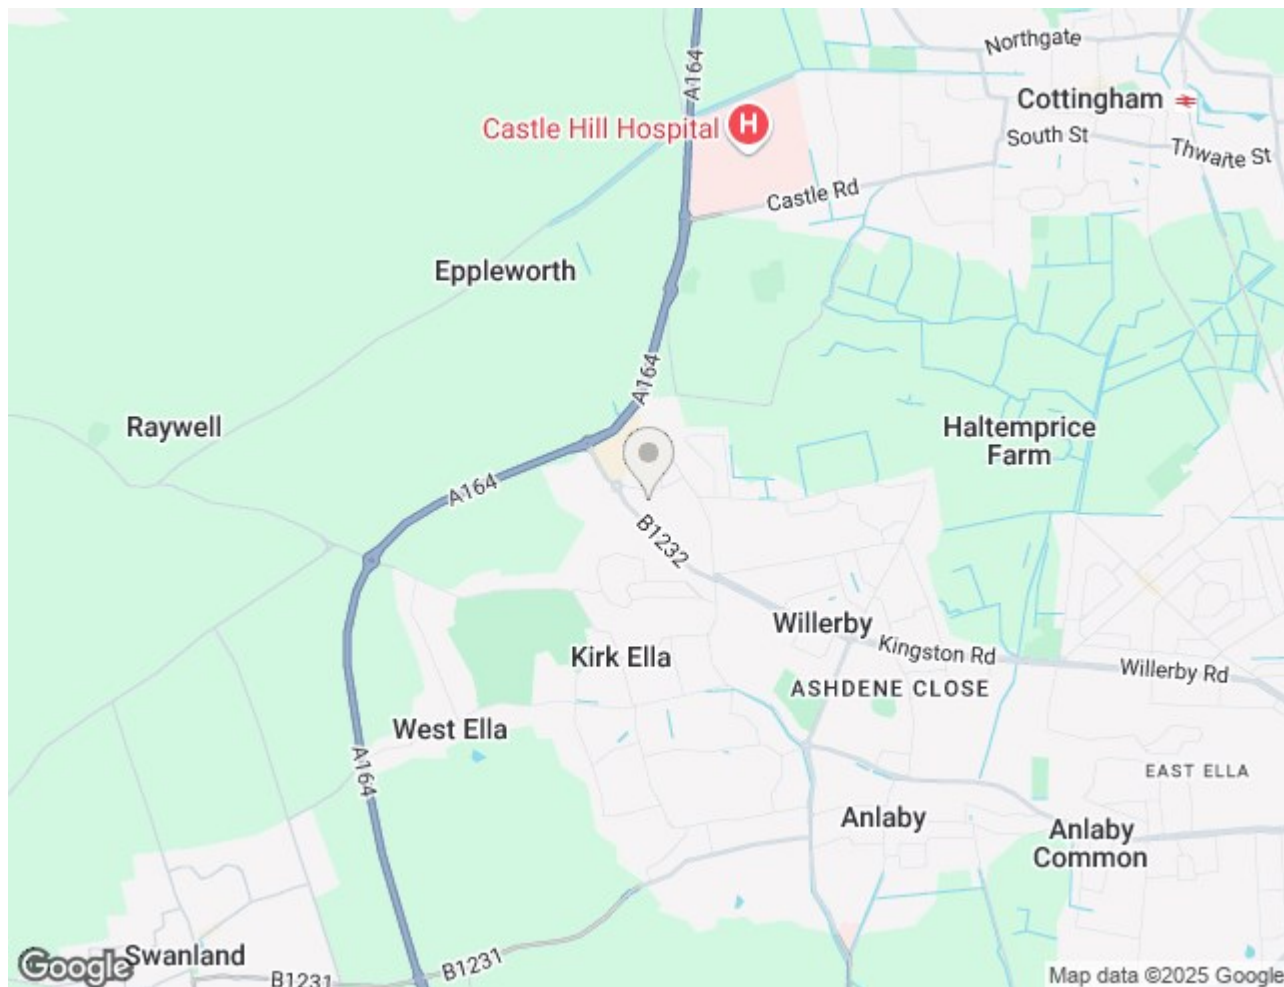 Northgate
A164
Cottingham
Castle Hill Hospital
H
South St
Thwaite St
Castle Rd
Eppleworth
A164
Raywell
Haltemprice
Farm
A164
B1232
Willerby
Kingston Rd
Kirk Ella
Willerby Rd
ASHDENE CLOSE
West Ella
A164
EAST ELLA
Anlaby
Anlaby
Common
Swanland
B1231
B1231
Google
Map data ©2025 Google